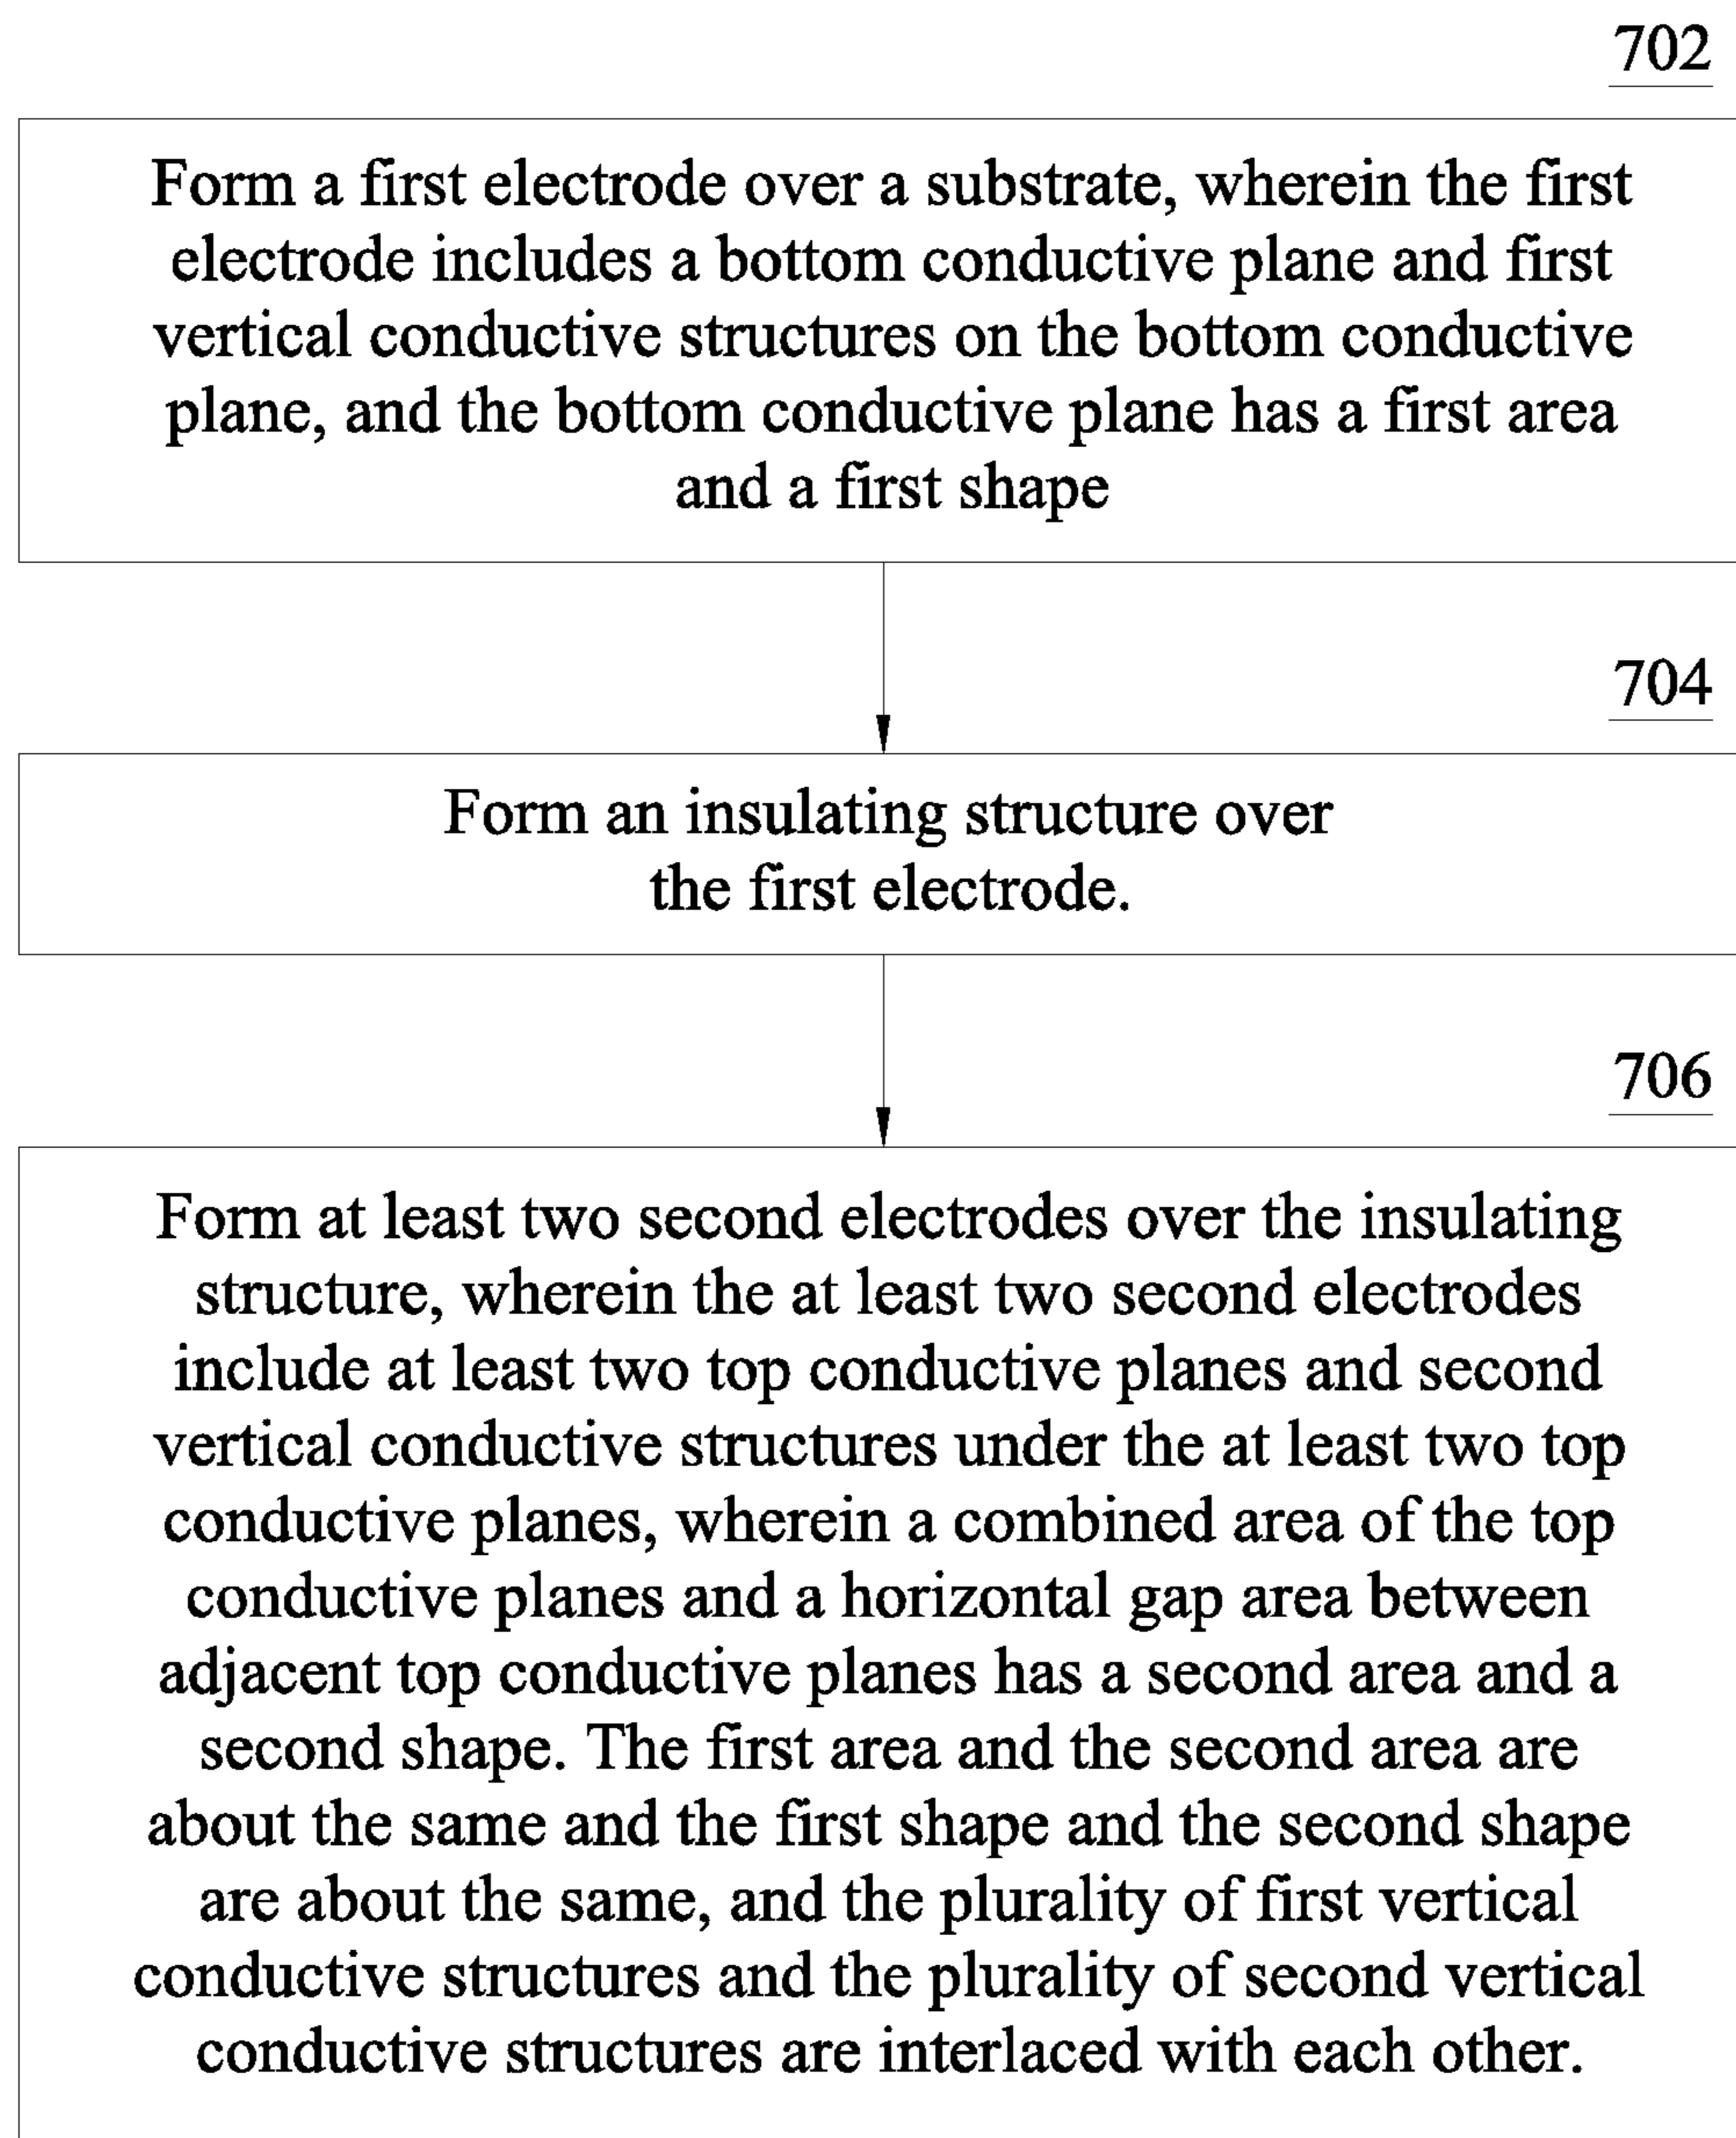 702
Form a first electrode over a substrate, wherein the first
electrode includes a bottom conductive plane and first
vertical conductive structures on the bottom conductive
plane, and the bottom conductive plane has a first area
and a first shape
704
Form an insulating structure over
the first electrode.
706
Form at least two second electrodes over the insulating
structure, wherein the at least two second electrodes
include at least two top conductive planes and second
vertical conductive structures under the at least two top
conductive planes, wherein a combined area of the top
conductive planes and a horizontal gap area between
adjacent top conductive planes has a second area and a
second shape. The first area and the second area are
about the same and the first shape and the second shape
are about the same, and the plurality of first vertical
conductive structures and the plurality of second vertical
conductive structures are interlaced with each other.